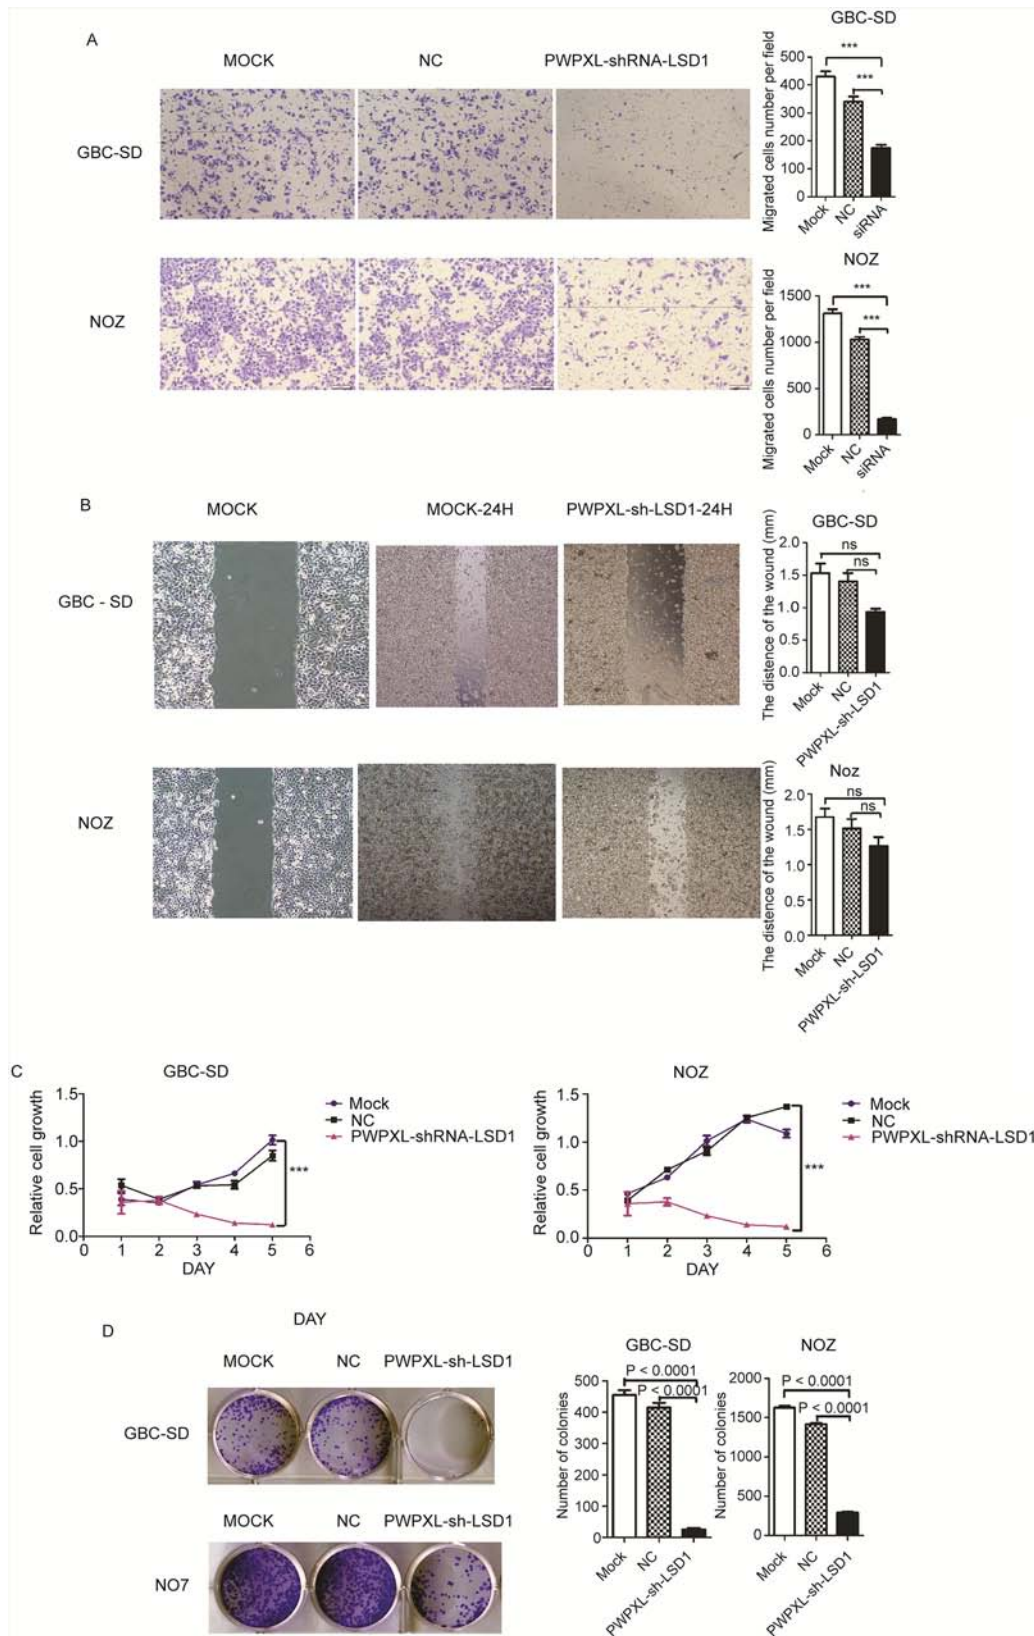 A
MOCK NC PWPXL-shRNA-LSD1
GBC-SD
GBC-SD
Migrated cells number per field
500
400
300
200
100
0
***
***
Mock NC siRNA
NOZ
NOZ
Migrated cells number per field
1500
1000
500
0
***
***
Mock NC siRNA
B
MOCK MOCK-24H PWPXL-sh-LSD1-24H
GBC - SD
GBC-SD
The distence of the wound (mm)
2.0
1.5
1.0
0.5
0.0
ns
ns
Mock NC PWPXL-sh-LSD1
NOZ
Noz
The distence of the wound (mm)
2.0
1.5
1.0
0.5
0.0
ns
ns
Mock NC PWPXL-sh-LSD1
C
GBC-SD
Relative cell growth
1.5
1.0
0.5
0.0
0 1 2 3 4 5 6
DAY
Mock
NC
PWPXL-shRNA-LSD1
***
NOZ
Relative cell growth
1.5
1.0
0.5
0.0
0 1 2 3 4 5 6
DAY
Mock
NC
PWPXL-shRNA-LSD1
***
D
DAY
MOCK NC PWPXL-sh-LSD1
GBC-SD
MOCK NC PWPXL-sh-LSD1
NO7
GBC-SD
Number of colonies
500
400
300
200
100
0
P < 0.0001
P < 0.0001
Mock NC PWPXL-sh-LSD1
NOZ
Number of colonies
2000
1500
1000
500
0
P < 0.0001
P < 0.0001
Mock NC PWPXL-sh-LSD1